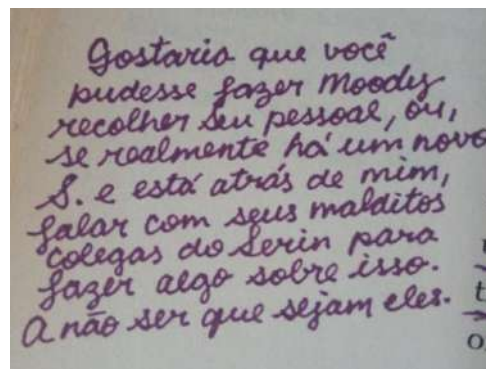 Gostaria que você
pudesse fazer Moody
recolher seu pessoal, ou,
se realmente há um novo
S. e está atrás de mim,
falar com seus malditos
colegas do Serin para
fazer algo sobre isso.
A não ser que sejam eles.